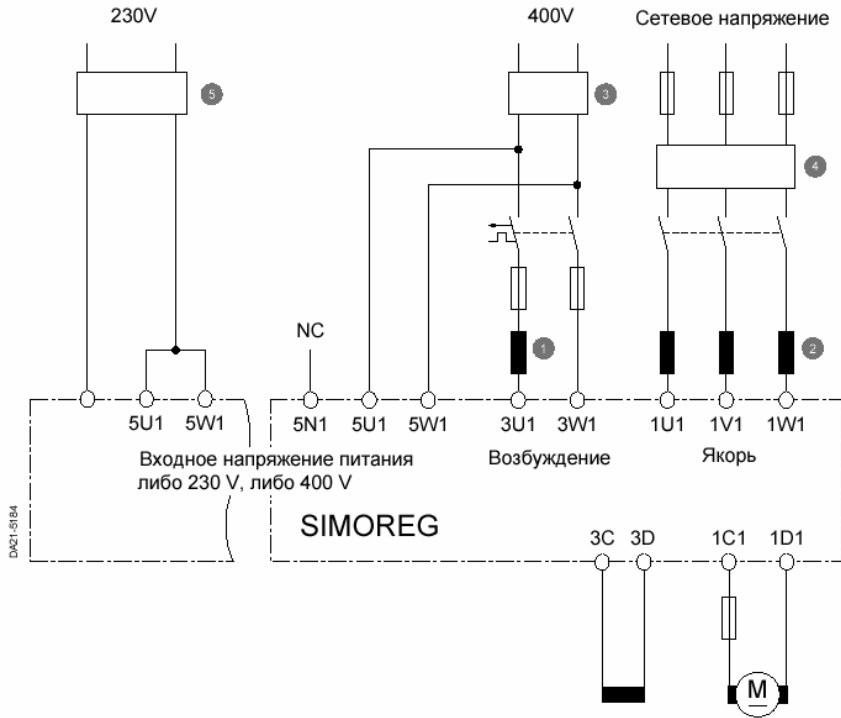 230V
400V
Сетевое напряжение
5
3
4
NC
1
2
5U1
5W1
5N1
5U1
5W1
3U1
3W1
1U1
1V1
1W1
Входное напряжение питания
либо 230 V, либо 400 V
Возбуждение
Якорь
SIMOREG
DA21-5184
3C
3D
1C1
1D1
M